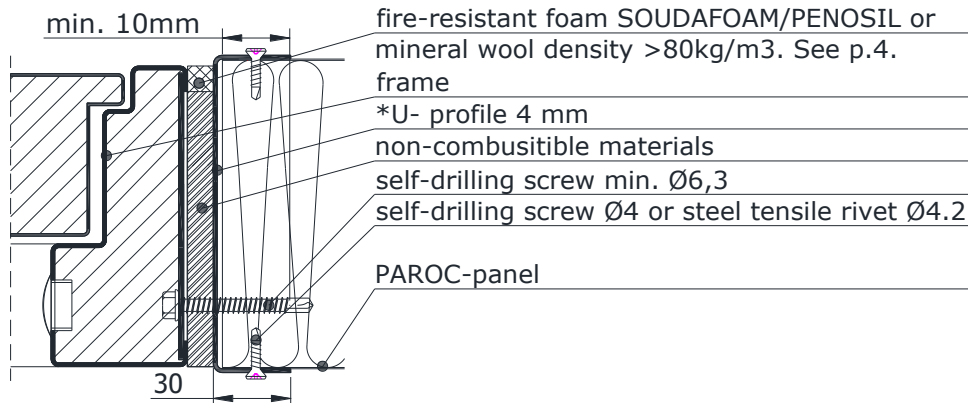 min. 10mm
fire-resistant foam SOUDAFOAM/PENOSIL or
mineral wool density >80kg/m3. See p.4.
frame
*U- profile 4 mm
non-combusitible materials
self-drilling screw min. Ø6,3
self-drilling screw Ø4 or steel tensile rivet Ø4.2
PAROC-panel
30